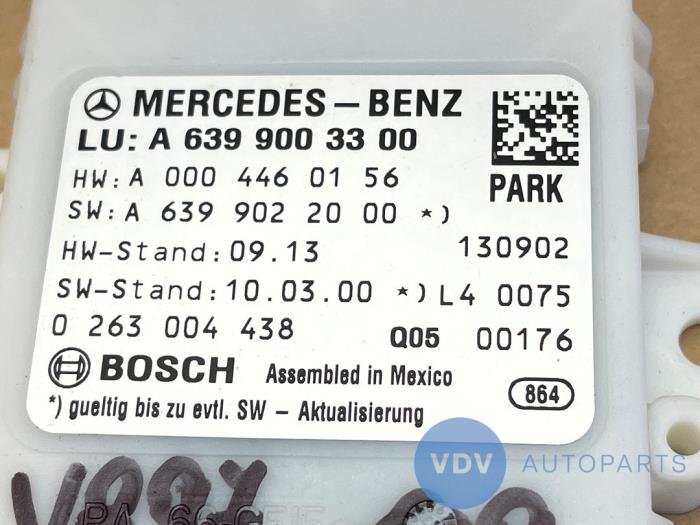 MERCEDES-BENZ
LU: A 639 900 33 00
HW: A 000 446 01 56
PARK
SW: A 639 902 20 00 *)
HW-Stand: 09.13 130902
SW-Stand: 10.03.00 *) L4 0075
0 263 004 438 Q05 00176
BOSCH Assembled in Mexico 864
*) gueltig bis zu evtl. SW - Aktualisierung
VDV AUTOPARTS